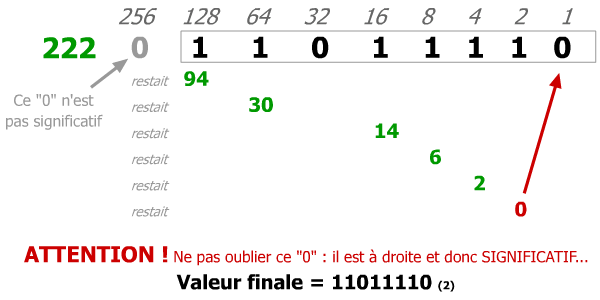 256 128 64 32 16 8 4 2 1
222 0 1 1 0 1 1 1 1 0
Ce "0" n'est
pas significatif
restait 94
restait 30
restait 14
restait 6
restait 2
restait 0
ATTENTION ! Ne pas oublier ce "0" : il est à droite et donc SIGNIFICATIF...
Valeur finale = 11011110 (2)